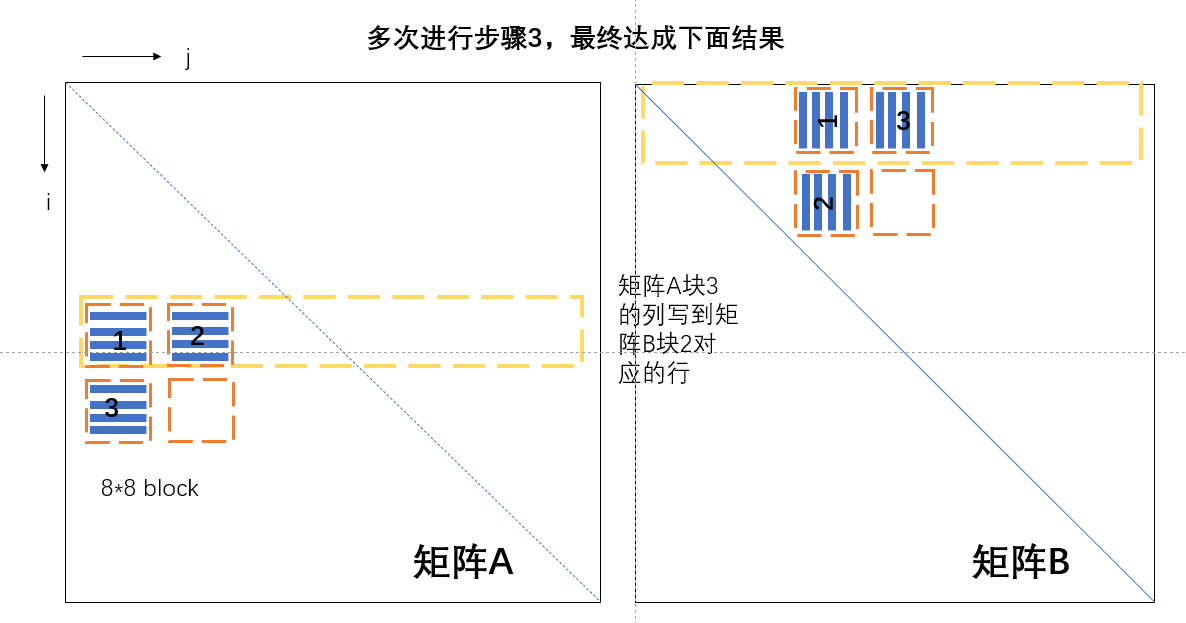 多次进行步骤3，最终达成下面结果
j
i
1
2
3
8*8 block
矩阵A
1
3
2
矩阵A块3
的列写到矩
阵B块2对
应的行
矩阵B